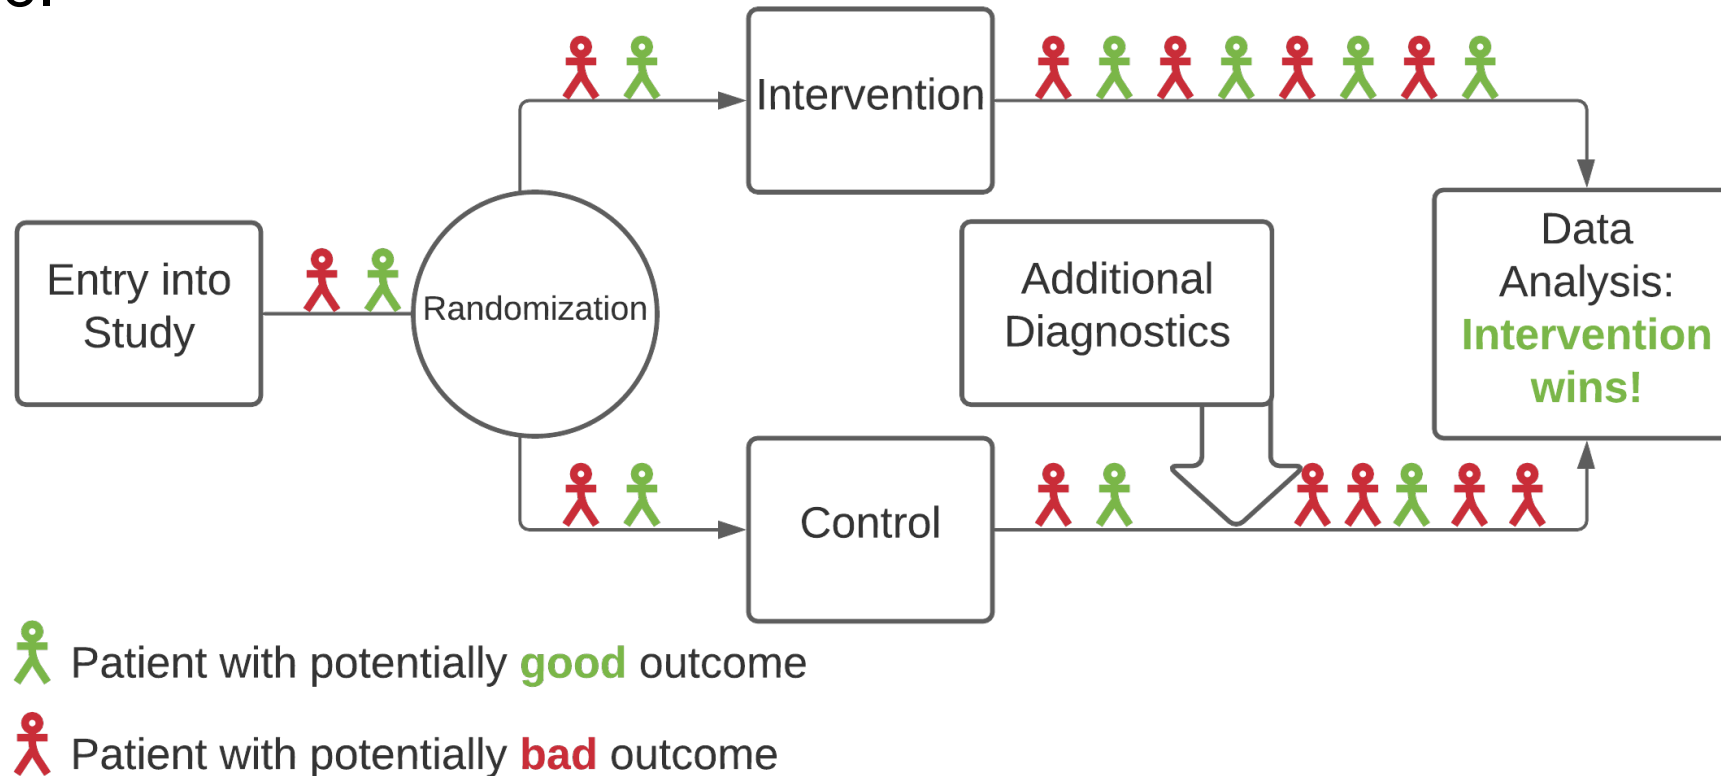 Entry into
Study
Randomization
Intervention
Control
Additional
Diagnostics
Data
Analysis:
Intervention
wins!
Patient with potentially good outcome
Patient with potentially bad outcome